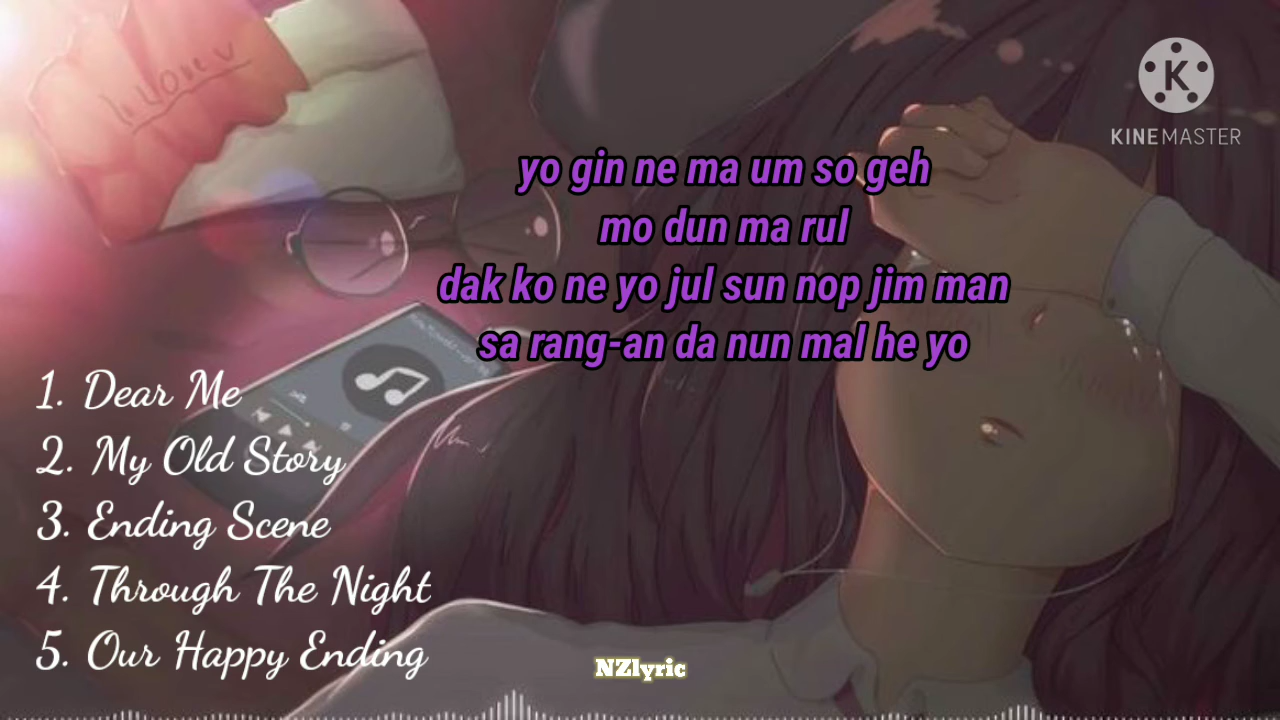 KINEMASTER
yo gin ne ma um so geh
mo dun ma rul
dak ko ne yo jul sun nop jim man
sa rang-an da nun mal he yo
1. Dear Me
2. My Old Story
3. Ending Scene
4. Through The Night
5. Our Happy Ending
NZlyric